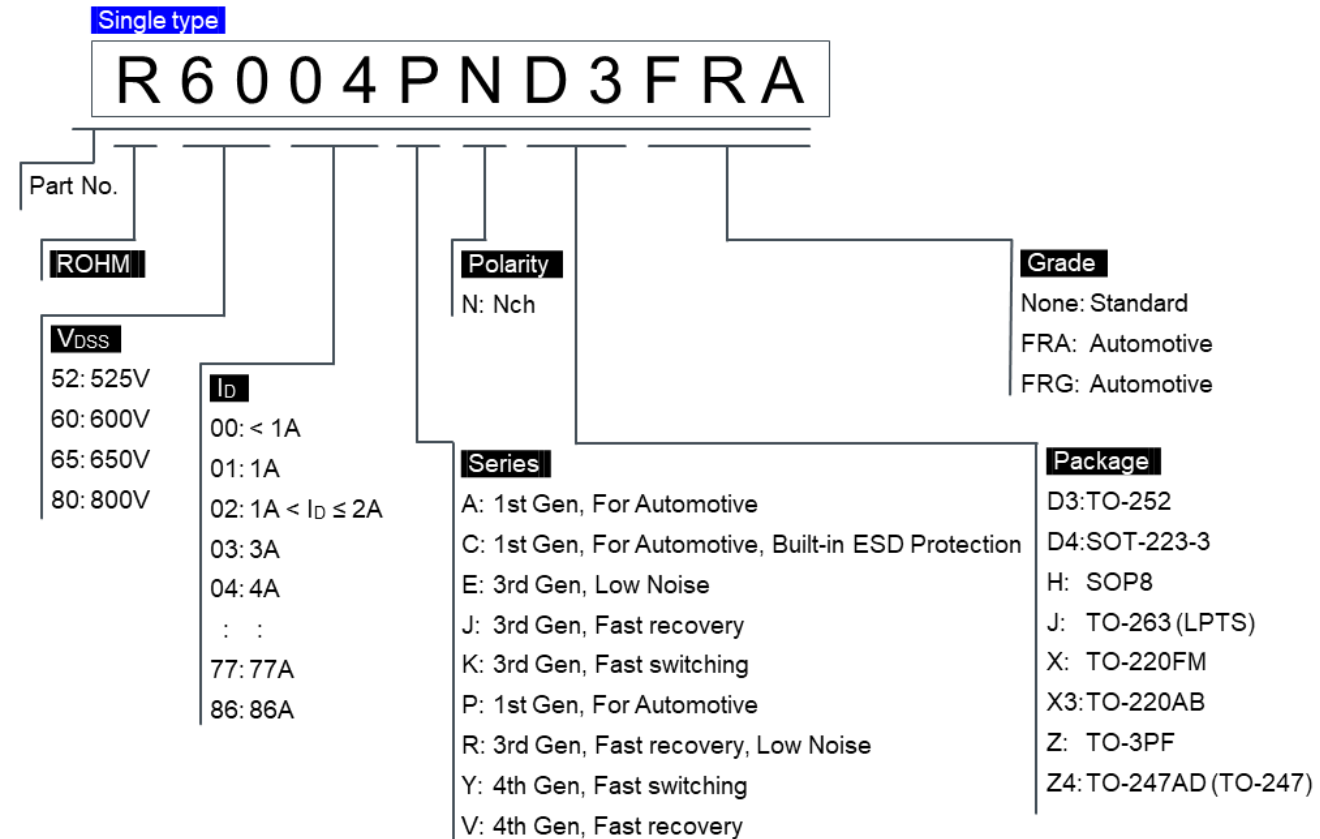 Single type
R6004PND3FRA
Part No.
ROHM
VDSS
52: 525V
60: 600V
65: 650V
80: 800V
ID
00: < 1A
01: 1A
02: 1A < ID ≤ 2A
03: 3A
04: 4A
: :
77: 77A
86: 86A
Polarity
N: Nch
Series
A: 1st Gen, For Automotive
C: 1st Gen, For Automotive, Built-in ESD Protection
E: 3rd Gen, Low Noise
J: 3rd Gen, Fast recovery
K: 3rd Gen, Fast switching
P: 1st Gen, For Automotive
R: 3rd Gen, Fast recovery, Low Noise
Y: 4th Gen, Fast switching
V: 4th Gen, Fast recovery
Grade
None: Standard
FRA: Automotive
FRG: Automotive
Package
D3: TO-252
D4: SOT-223-3
H: SOP8
J: TO-263 (LPTS)
X: TO-220FM
X3: TO-220AB
Z: TO-3PF
Z4: TO-247AD (TO-247)